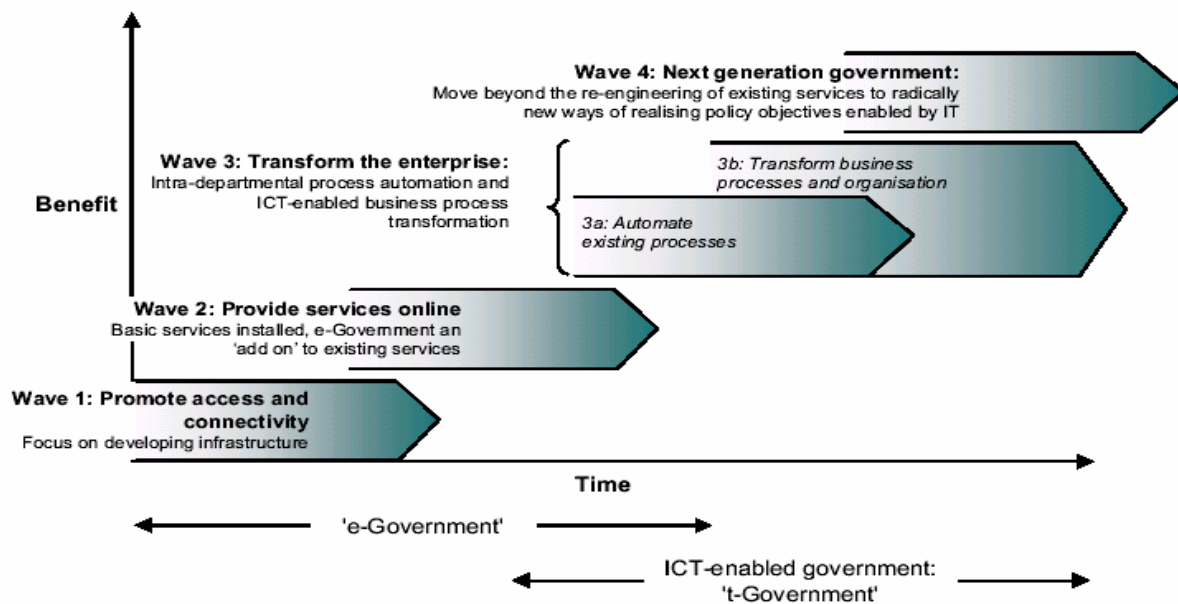 Wave 4: Next generation government:
Move beyond the re-engineering of existing services to radically
new ways of realising policy objectives enabled by IT
Wave 3: Transform the enterprise:
Intra-departmental process automation and
ICT-enabled business process
transformation
3b: Transform business
processes and organisation
3a: Automate
existing processes
Benefit
Wave 2: Provide services online
Basic services installed, e-Government an
'add on' to existing services
Wave 1: Promote access and
connectivity
Focus on developing infrastructure
Time
'e-Government'
ICT-enabled government:
't-Government'